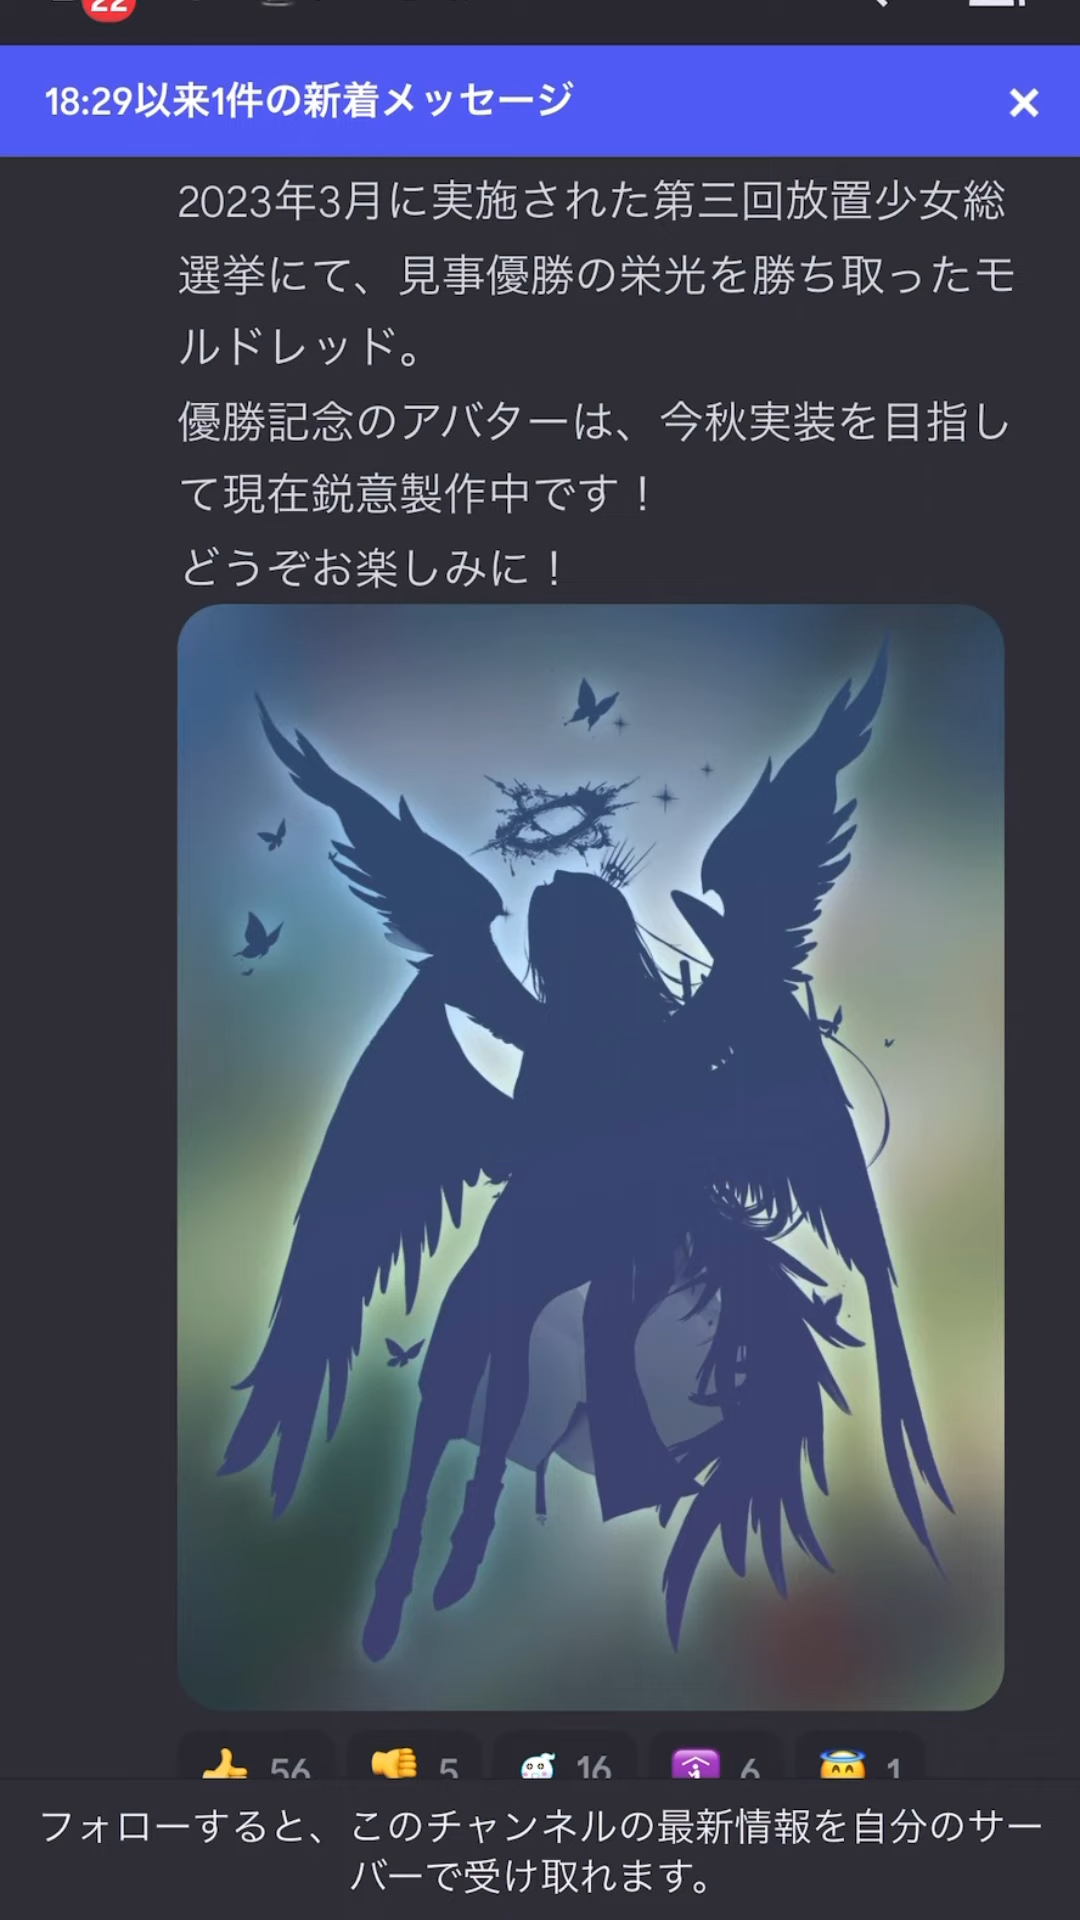 22
18:29以来1件の新着メッセージ
2023年3月に実施された第三回放置少女総
選挙にて、見事優勝の栄光を勝ち取ったモ
ルドレッド。
優勝記念のアバターは、今秋実装を目指し
て現在鋭意製作中です！
どうぞお楽しみに！
56 5 16 6 1
フォローすると、このチャンネルの最新情報を自分のサー
バーで受け取れます。